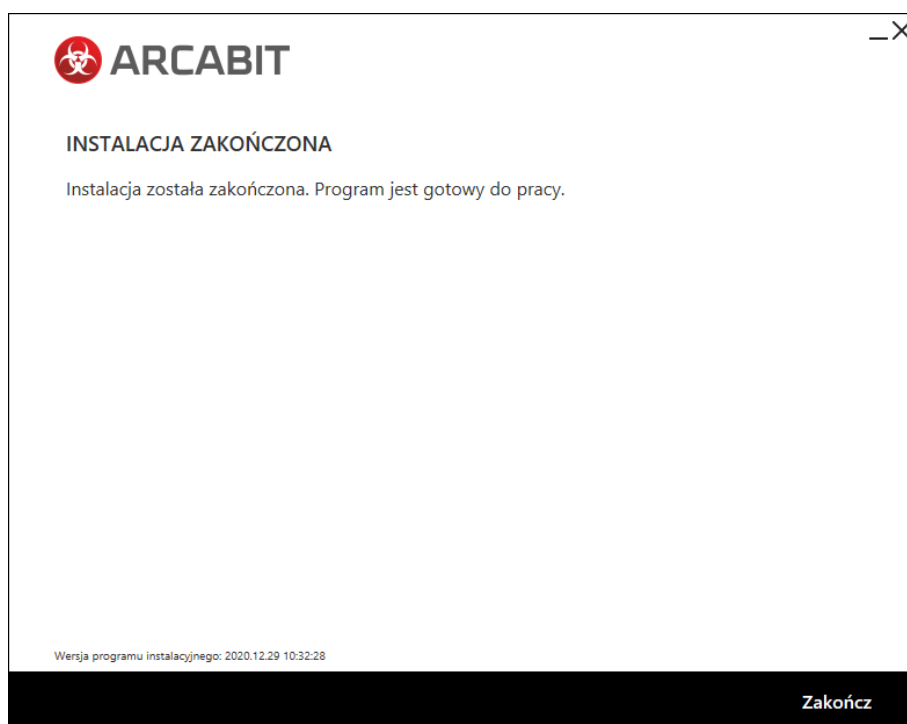 ARCABIT
INSTALACJA ZAKOŃCZONA
Instalacja została zakończona. Program jest gotowy do pracy.
Wersja programu instalacyjnego: 2020.12.29 10:32:28
Zakończ